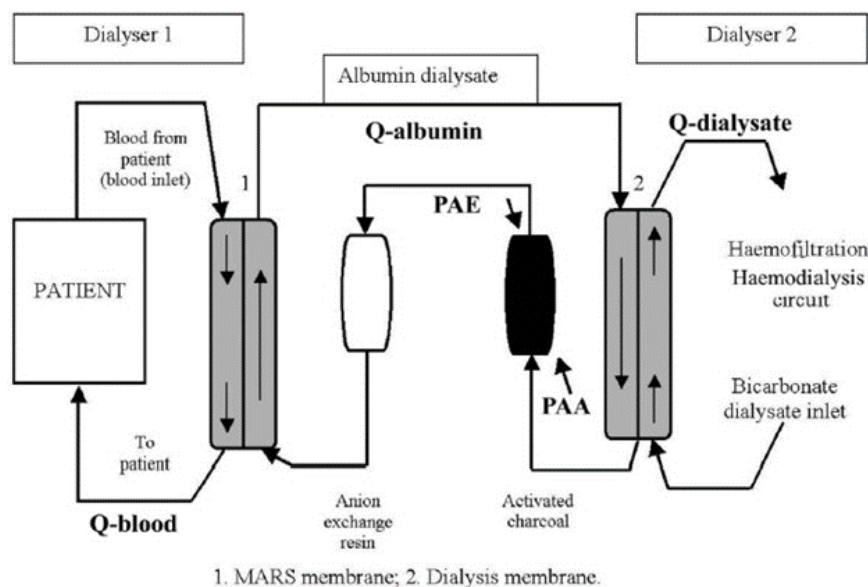 Dialyser 1
Dialyser 2
Albumin dialysate
Q-albumin
Q-dialysate
Blood from
patient
(blood inlet)
1
2
PAE
PATIENT
Haemofiltration
Haemodialysis
circuit
PAA
Bicarbonate
dialysate inlet
To
patient
Q-blood
Anion
exchange
resin
Activated
charcoal
1. MARS membrane; 2. Dialysis membrane.